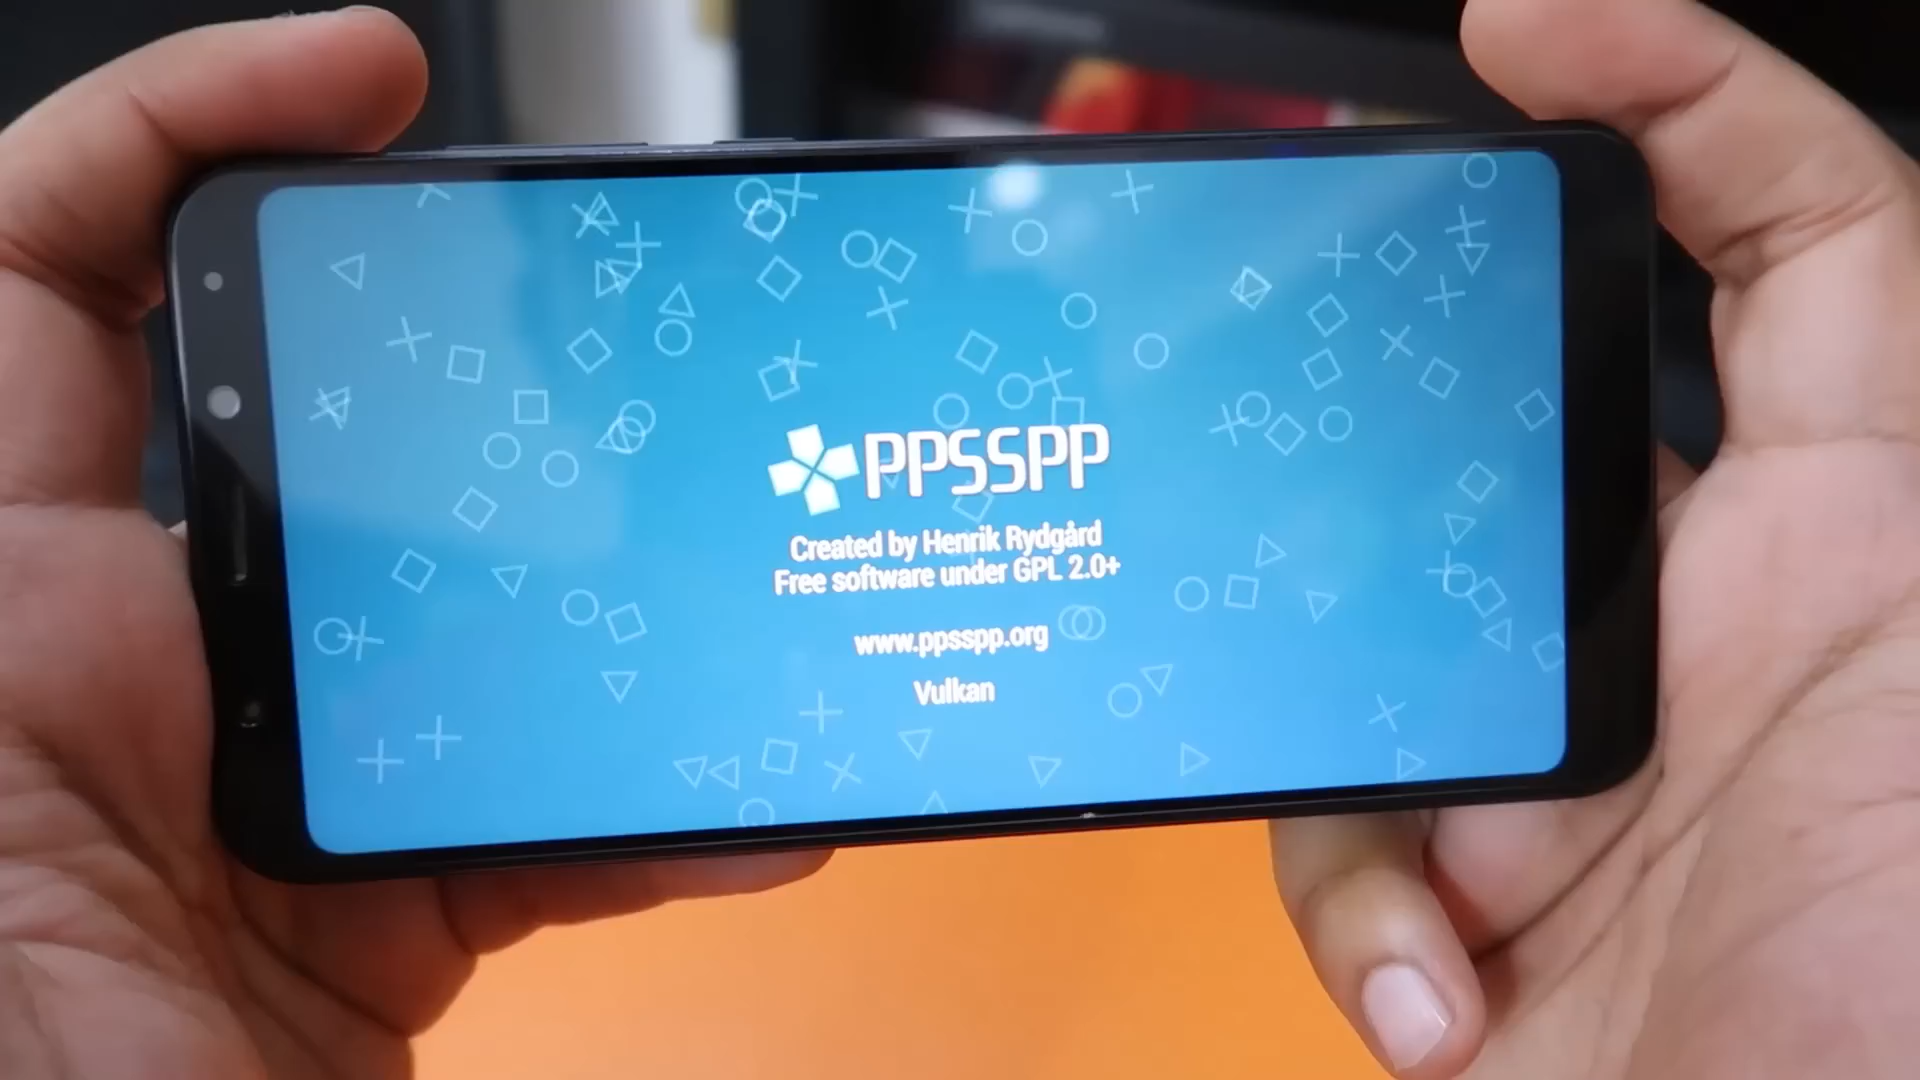 PPSSPP
Created by Henrik Rydgård
Free software under GPL 2.0+
www.ppsspp.org
Vulkan